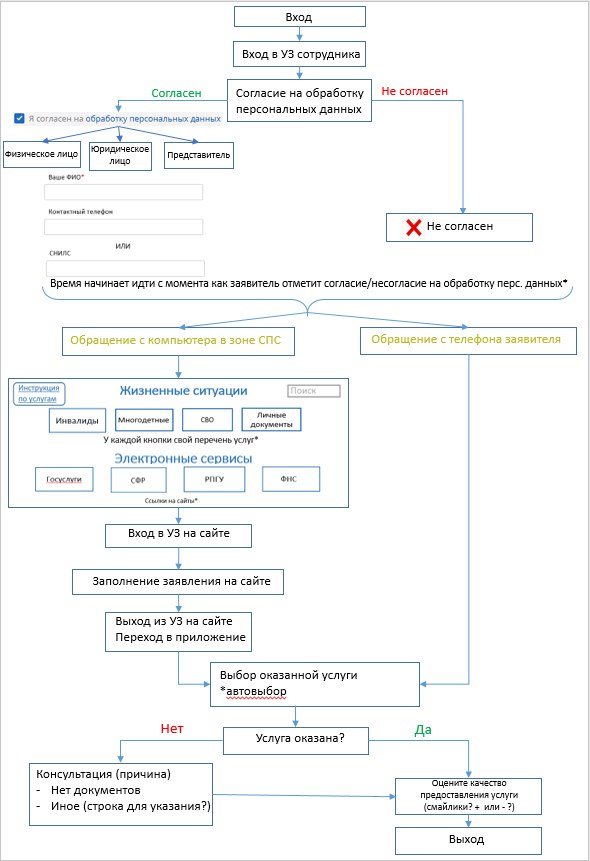 Вход
Вход в УЗ сотрудника
Согласие на обработку
персональных данных
Согласен
Не согласен
Я согласен на обработку персональных данных
Физическое лицо
Юридическое
лицо
Представитель
Ваше ФИО*
Контактный телефон
ИЛИ
СНИЛС
Не согласен
Время начинает идти с момента как заявитель отметит согласие/несогласие на обработку перс. данных*
Обращение с компьютера в зоне СПС
Обращение с телефона заявителя
Инструкция
по услугам
Жизненные ситуации
Поиск
Инвалиды
Многодетные
СВО
Личные
документы
У каждой кнопки свой перечень услуг*
Электронные сервисы
Госуслуги
СФР
РПГУ
ФНС
Ссылки на сайты*
Вход в УЗ на сайте
Заполнение заявления на сайте
Выход из УЗ на сайте
Переход в приложение
Выбор оказанной услуги
*автовыбор
Услуга оказана?
Нет
Да
Консультация (причина)
- Нет документов
- Иное (строка для указания?)
Оцените качество
предоставления услуги
(смайлики? + или - ?)
Выход